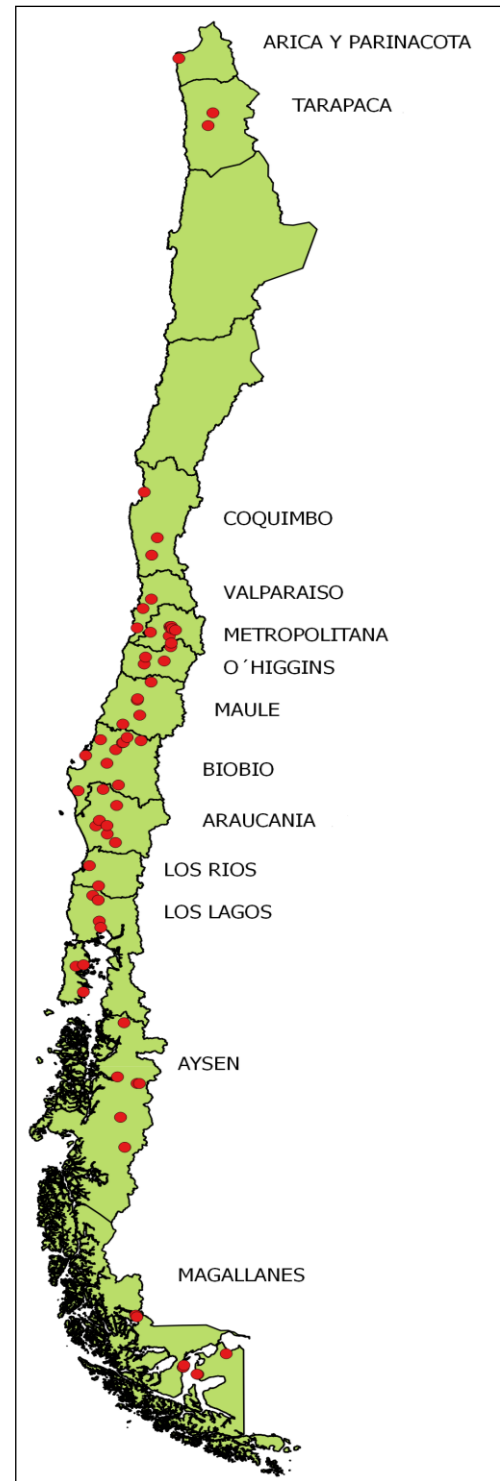 ARICA Y PARINACOTA
TARAPACA
COQUIMBO
VALPARAISO
METROPOLITANA
O´HIGGINS
MAULE
BIOBIO
ARAUCANIA
LOS RIOS
LOS LAGOS
AYSEN
MAGALLANES